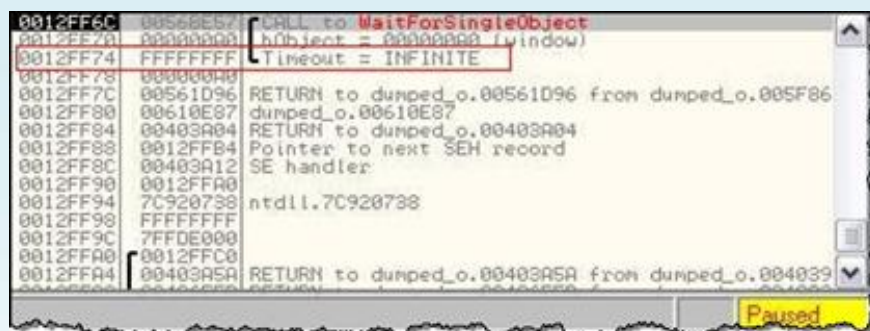 0012FF6C 00568E57 CALL to WaitForSingleObject
0012FF70 000000A0 hObject = 000000A0 (window)
0012FF74 FFFFFFFF Timeout = INFINITE
0012FF78 000000A0
0012FF7C 00561D96 RETURN to dumped_o.00561D96 from dumped_o.005F86
0012FF80 00610E87 dumped_o.00610E87
0012FF84 00403A04 RETURN to dumped_o.00403A04
0012FF88 0012FFB4 Pointer to next SEH record
0012FF8C 00403A12 SE handler
0012FF90 0012FFA0
0012FF94 7C920738 ntdll.7C920738
0012FF98 FFFFFFFF
0012FF9C 7FFDE000
0012FFA0 0012FFC0
0012FFA4 00403A5A RETURN to dumped_o.00403A5A from dumped_o.004039
Paused